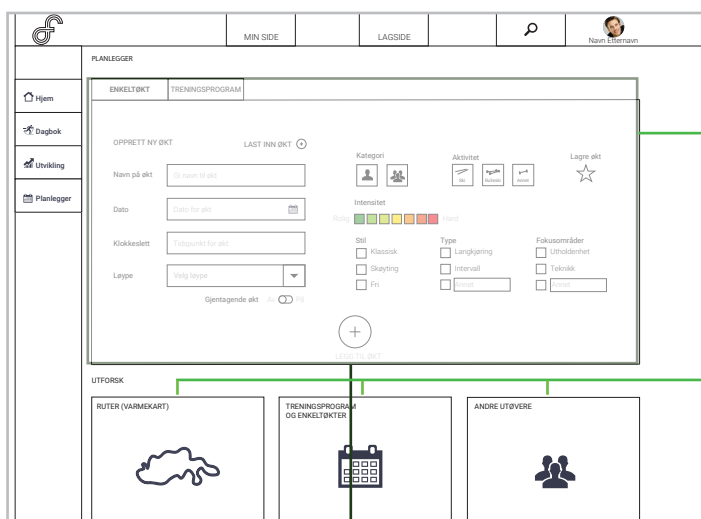 MIN SIDE
LAGSIDE
Navn Etternavn
PLANLEGGER
Hjem
Dagbok
Utvikling
Planlegger
ENKELTØKT
TRENINGSPROGRAM
OPPRETT NY ØKT
LAST INN ØKT
Navn på økt
Gi navn til økt
Dato
Dato for økt
Klokkeslett
Tidspunkt for økt
Løype
Velg løype
Gjentagende økt Av På
Kategori
Aktivitet
Ski
Rulleski
Annet
Lagre økt
Intensitet
Rolig
Hard
Stil
Klassisk
Skøyting
Fri
Type
Langkjøring
Intervall
Annet
Fokusområder
Utholdenhet
Teknikk
Annet
LEGG TIL ØKT
UTFORSK
RUTER (VARMEKART)
TRENINGSPROGRAM
OG ENKELTØKTER
ANDRE UTØVERE